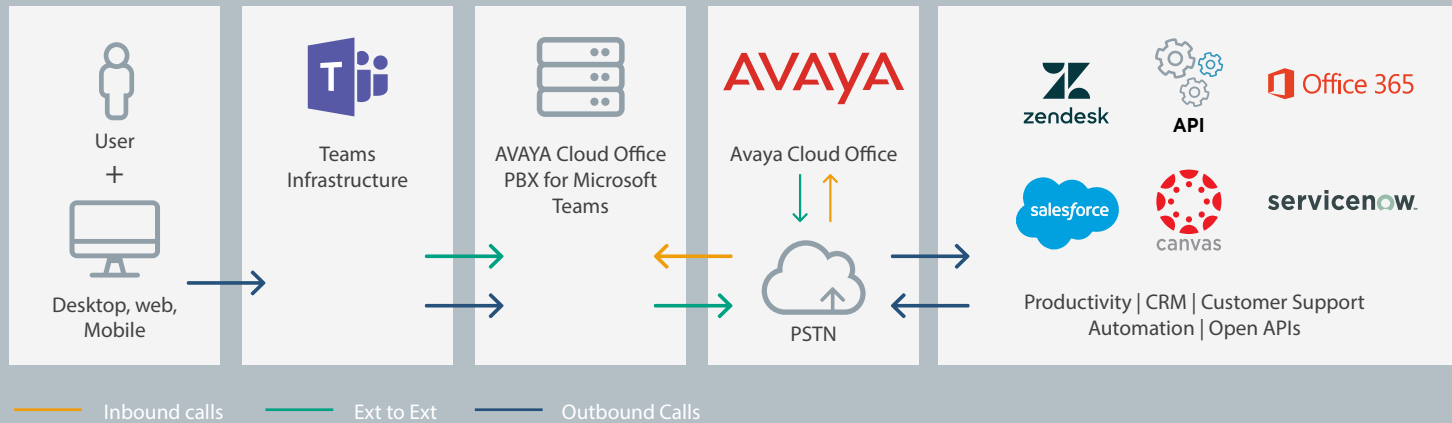 User
+
Desktop, web,
Mobile
T
Teams
Infrastructure
AVAYA Cloud Office
PBX for Microsoft
Teams
AVAYA
Avaya Cloud Office
PSTN
zendesk
API
Office 365
salesforce
canvas
servicenow™
Productivity | CRM | Customer Support
Automation | Open APIs
Inbound calls
Ext to Ext
Outbound Calls